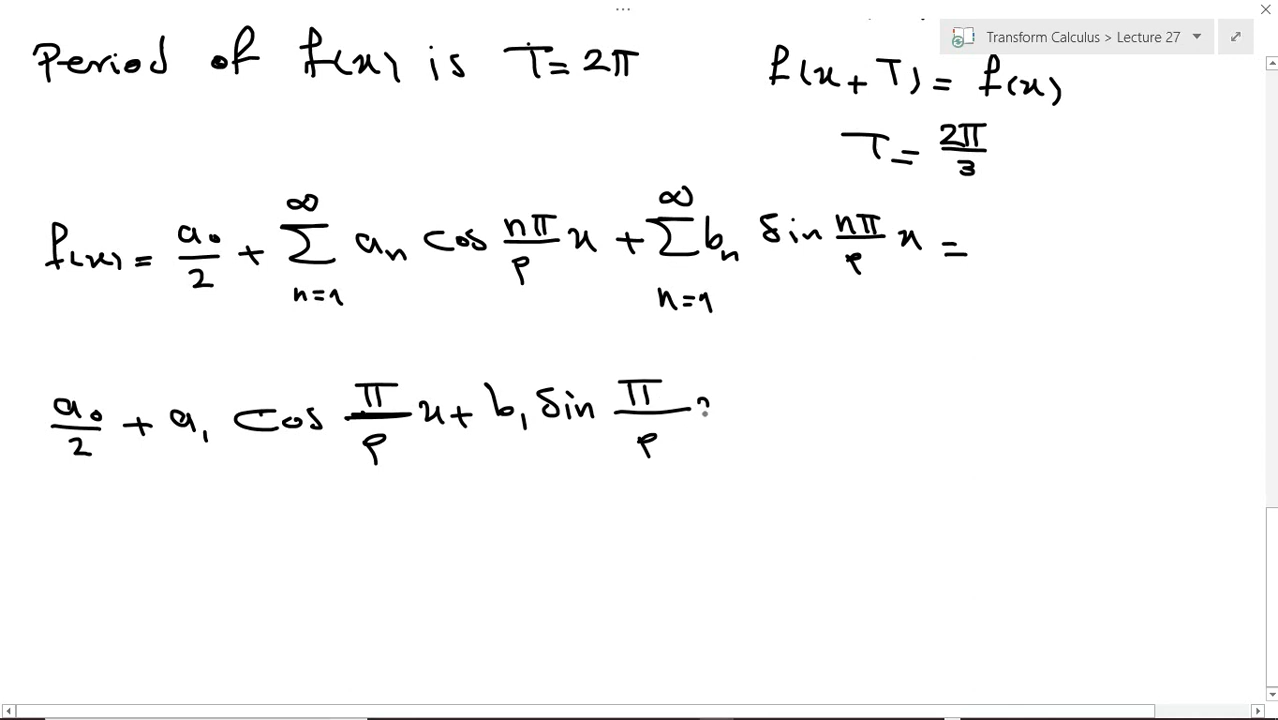 Transform Calculus > Lecture 27
Period of f(x) is T = 2π
f(x + T) = f(x)
T = 2π/3
f(x) = a₀/2 + ∑_{n=1}^{∞} aₙ cos nπ/p x + ∑_{n=1}^{∞} bₙ sin nπ/p x =
a₀/2 + a₁ cos π/p x + b₁ sin π/p